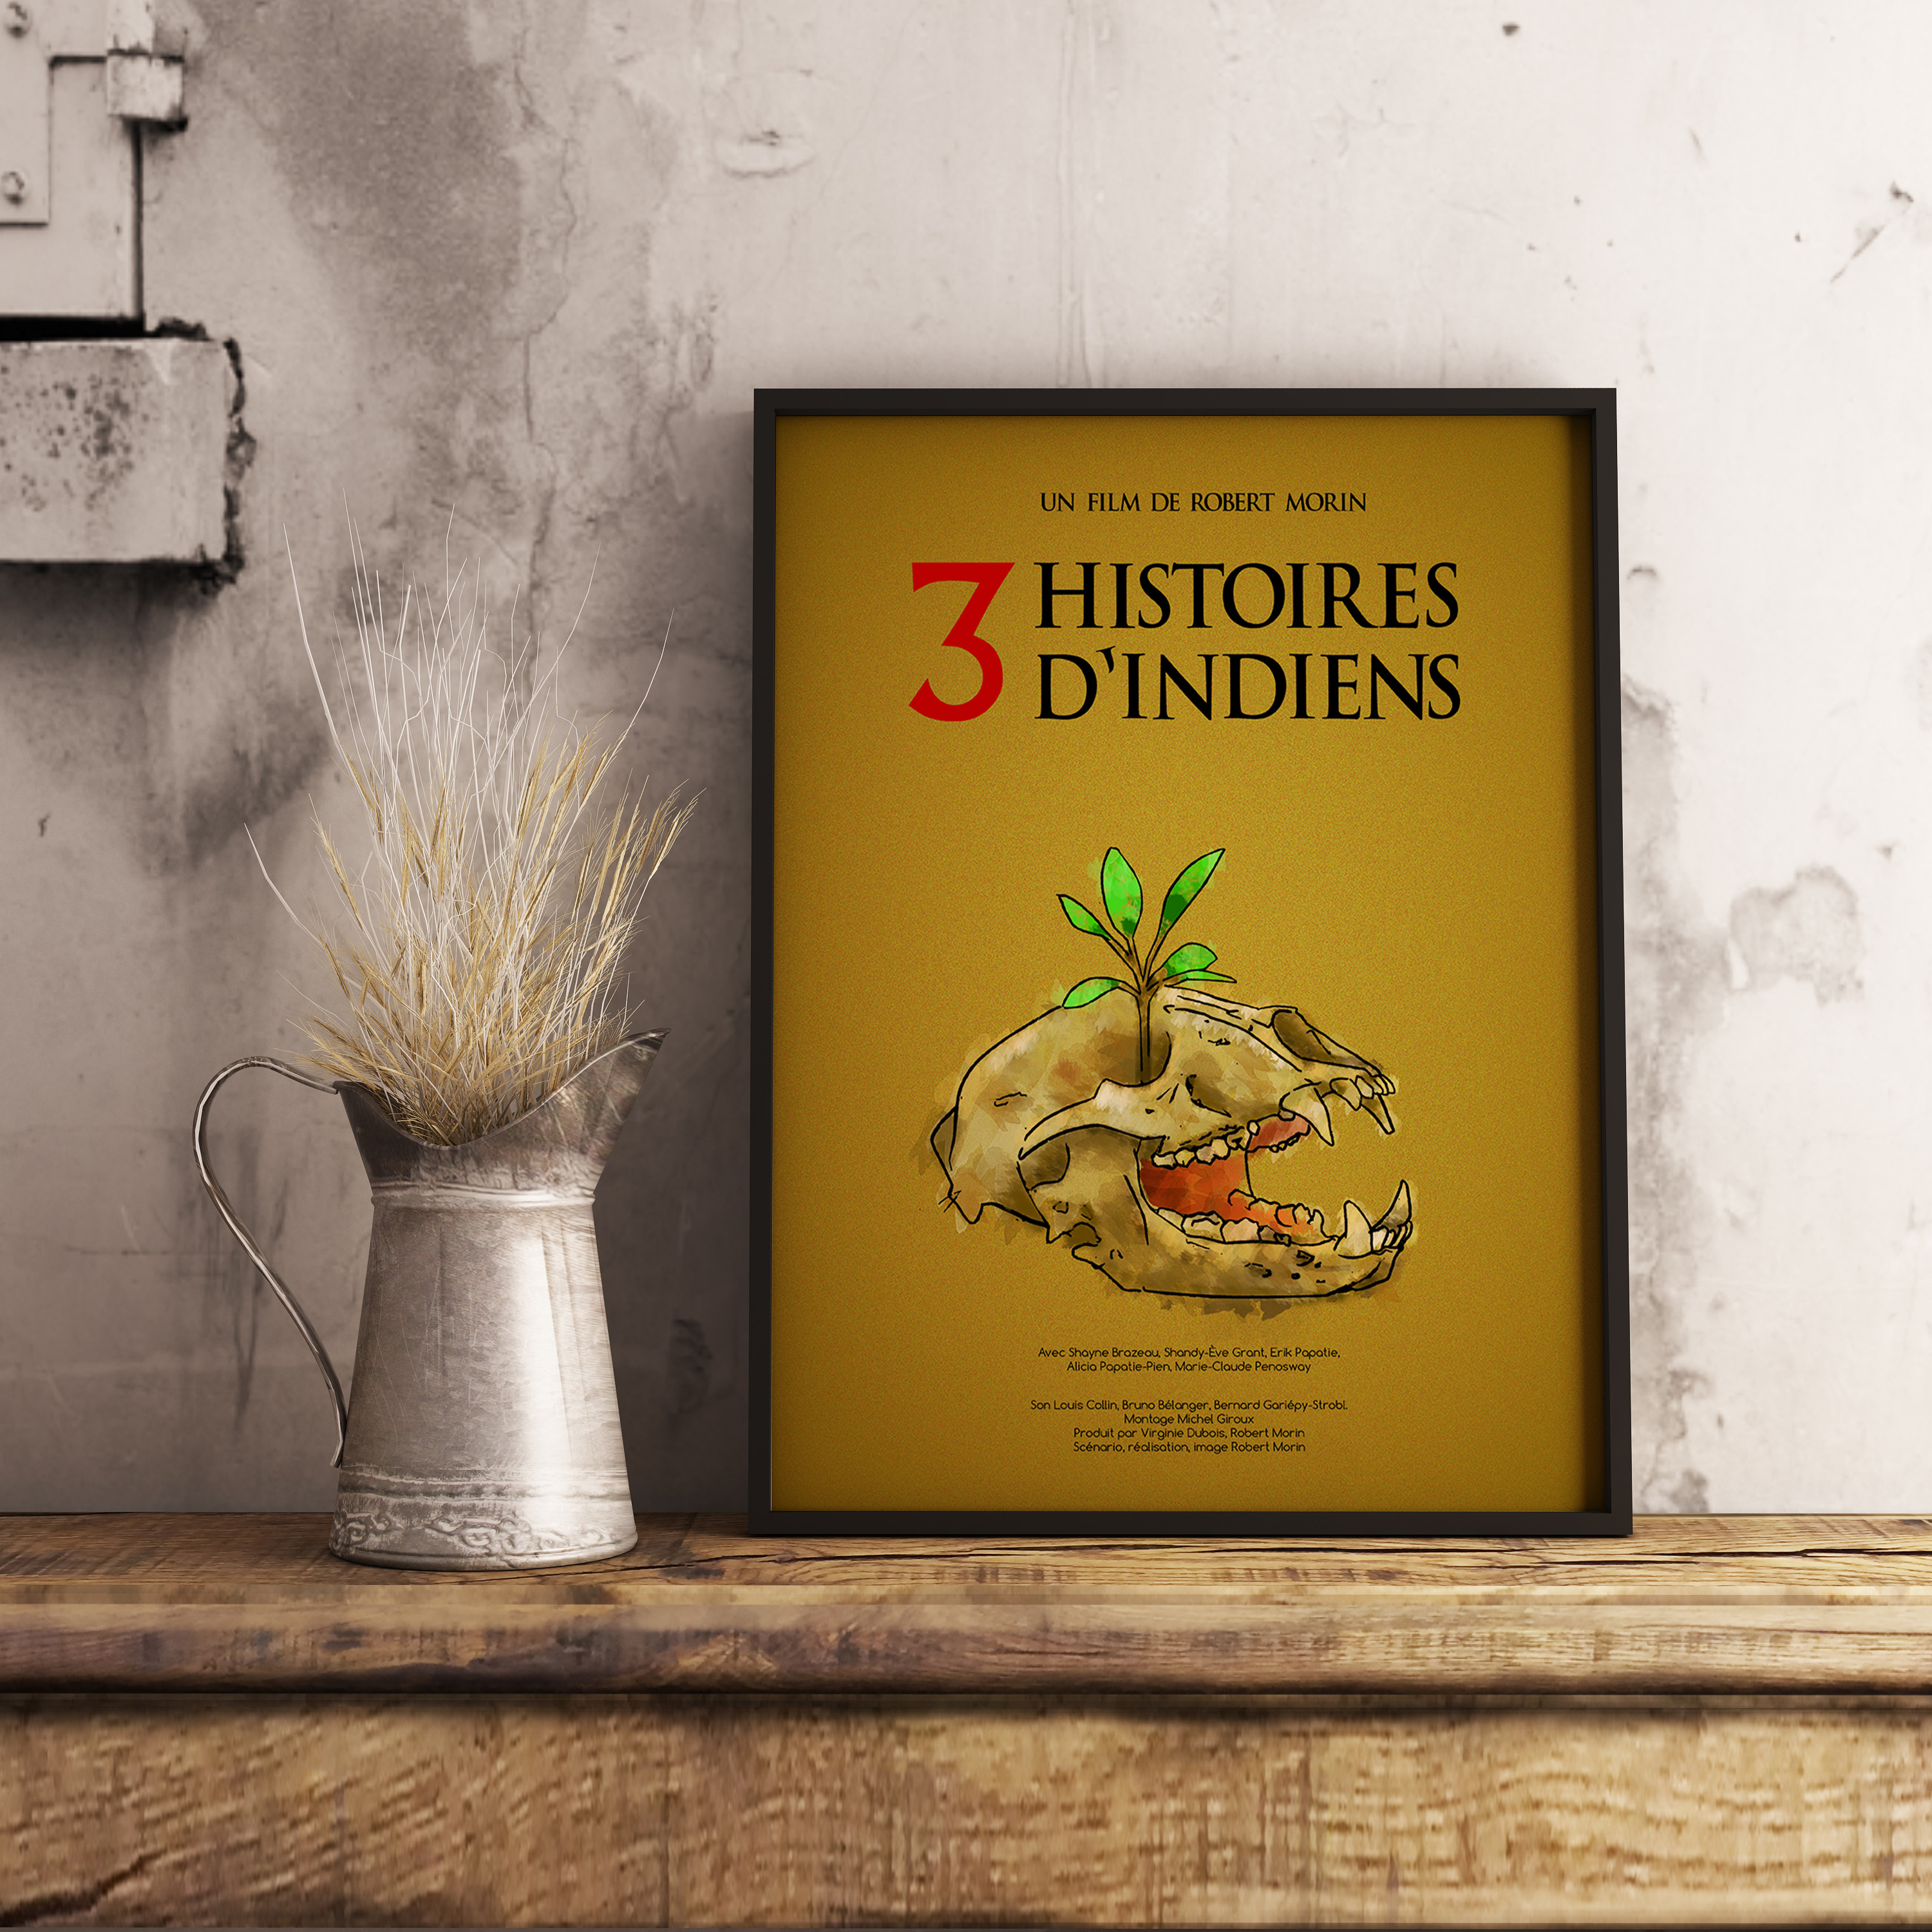 UN FILM DE ROBERT MORIN
3 HISTOIRES
D'INDIENS
Avec Shayne Brazeau, Shandy-Ève Grant, Erik Papatie,
Alicia Papatie-Pien, Marie-Claude Penosway
Son Louis Collin, Bruno Bélanger, Bernard Gariépy-Strobl.
Montage Michel Giroux
Produit par Virginie Dubois, Robert Morin
Scénario, réalisation, image Robert Morin